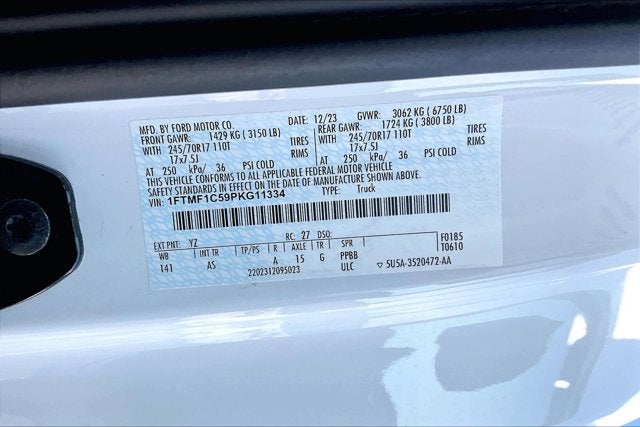 MFD. BY FORD MOTOR CO. DATE: 12/23 GVWR: 3062 KG (6750 LB)
FRONT GAWR: 1429 KG (3150 LB) REAR GAWR: 1724 KG (3800 LB)
WITH 245/70R17 110T TIRES WITH 245/70R17 110T TIRES
17x7.5J RIMS 17x7.5J RIMS
AT 250 kPa/ 36 PSI COLD AT 250 kPa/ 36 PSI COLD
THIS VEHICLE CONFORMS TO ALL APPLICABLE FEDERAL MOTOR VEHICLE
SAFETY STANDARDS IN EFFECT ON THE DATE OF MANUFACTURE SHOWN ABOVE.
VIN: 1FTMF1C59PKG11334 TYPE: Truck
EXT PNT: YZ RC: 27 DSO: F0185
WB INT TR TP/PS R AXLE TR SPR T0610
141 AS A 15 G PPBB
2202312095023 ULC ▽ 5U5A-3520472-AA